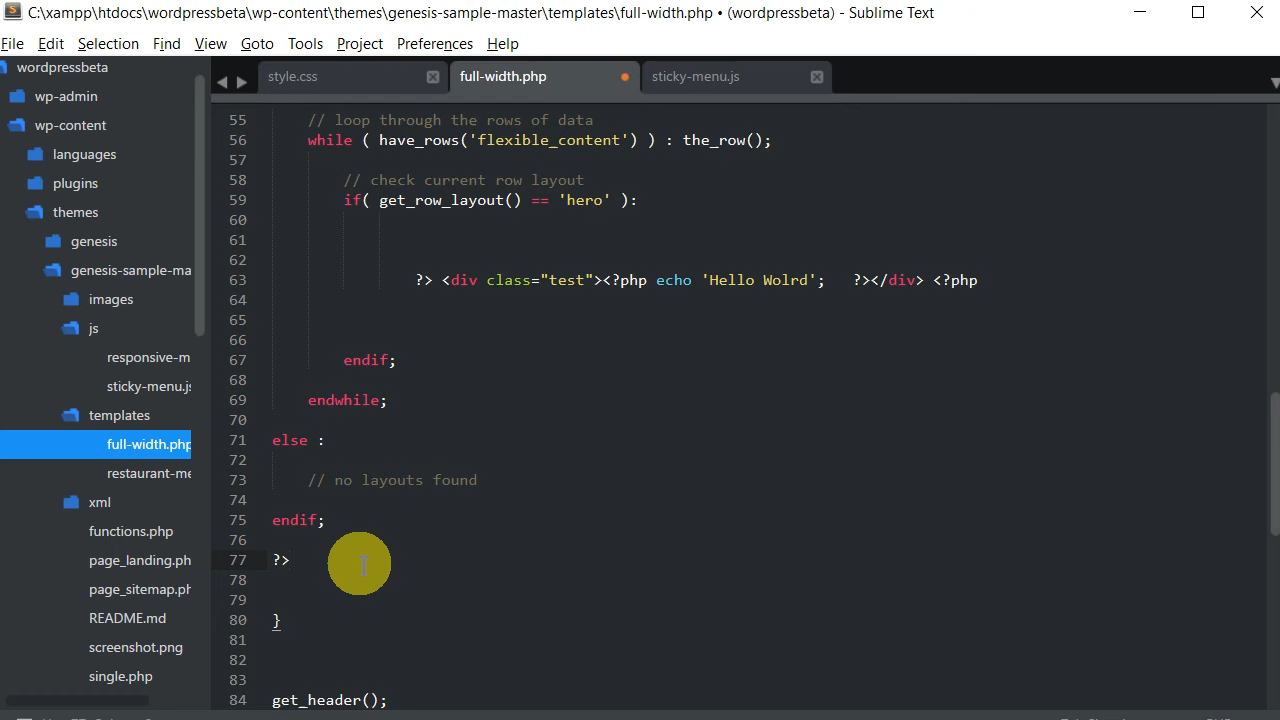 C:\xampp\htdocs\wordpressbeta\wp-content\themes\genesis-sample-master\templates\full-width.php • (wordpressbeta) - Sublime Text
File Edit Selection Find View Goto Tools Project Preferences Help
wordpressbeta
wp-admin
wp-content
languages
plugins
themes
genesis
genesis-sample-ma
images
js
responsive-m
sticky-menu.js
templates
full-width.php
restaurant-me
xml
functions.php
page_landing.ph
page_sitemap.ph
README.md
screenshot.png
single.php
style.css full-width.php sticky-menu.js
55 // loop through the rows of data
56 while ( have_rows('flexible_content') ) : the_row();
57
58 // check current row layout
59 if( get_row_layout() == 'hero' ):
60
61
62
63 ?> <div class="test"><?php echo 'Hello Wolrd'; ?></div> <?php
64
65
66
67 endif;
68
69 endwhile;
70
71 else :
72
73 // no layouts found
74
75 endif;
76
77 ?>
78
79
80 }
81
82
83
84 get_header();